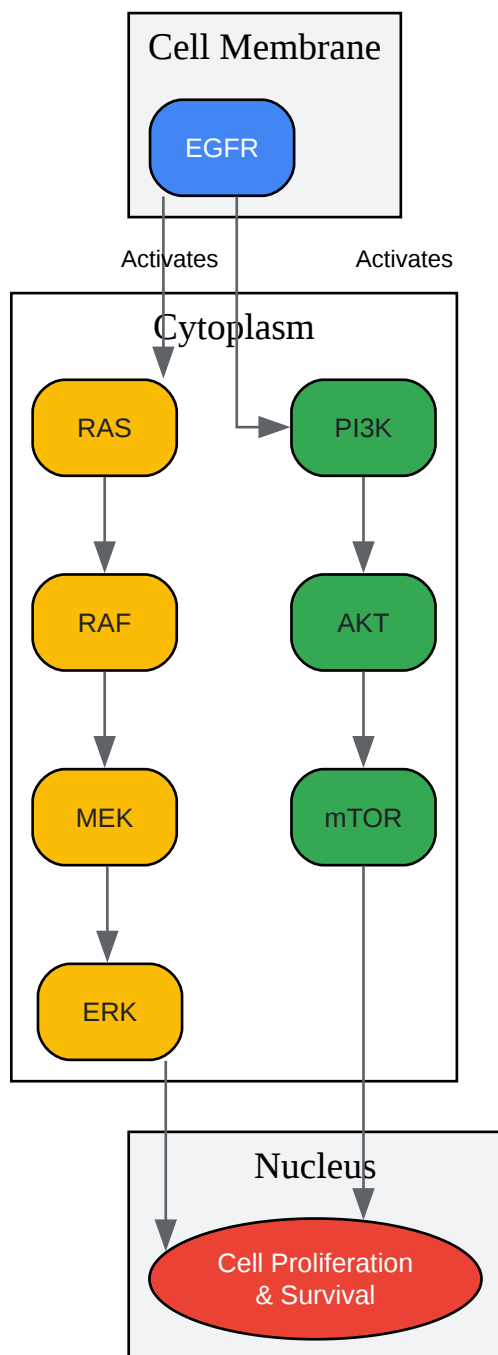 Cell Membrane
EGFR
Activates
Activates
Cytoplasm
RAS
PI3K
RAF
AKT
MEK
mTOR
ERK
Nucleus
Cell Proliferation
& Survival